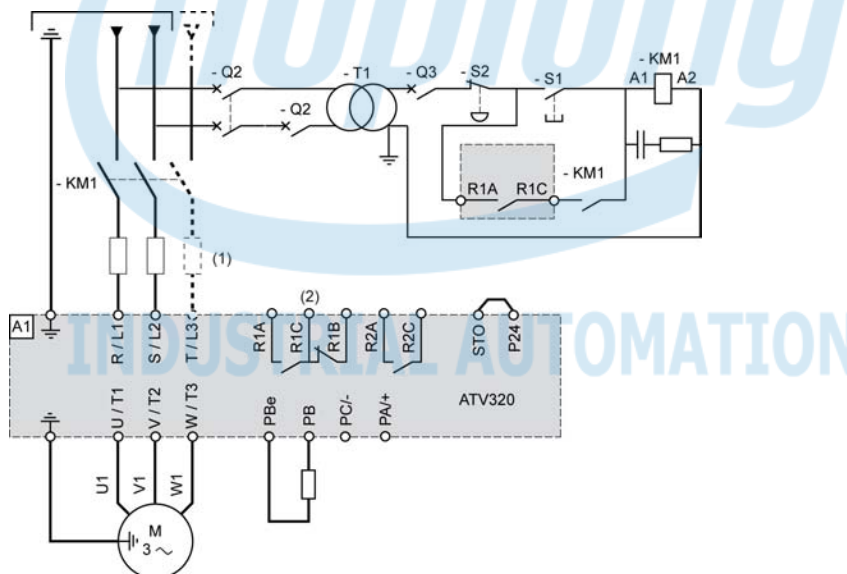 - Q2
- T1
- Q3
- S2
- S1
- KM1
A1
A2
- Q2
- KM1
R1A
R1C
- KM1
(1)
(2)
A1
R / L1
S / L2
T / L3
R1A
R1C
R1B
R2A
R2C
STO
P24
INDUSTRIAL AUTOMATION
ATV320
U / T1
V / T2
W / T3
PBe
PB
PC/-
PA/+
U1
V1
W1
M
3 ~